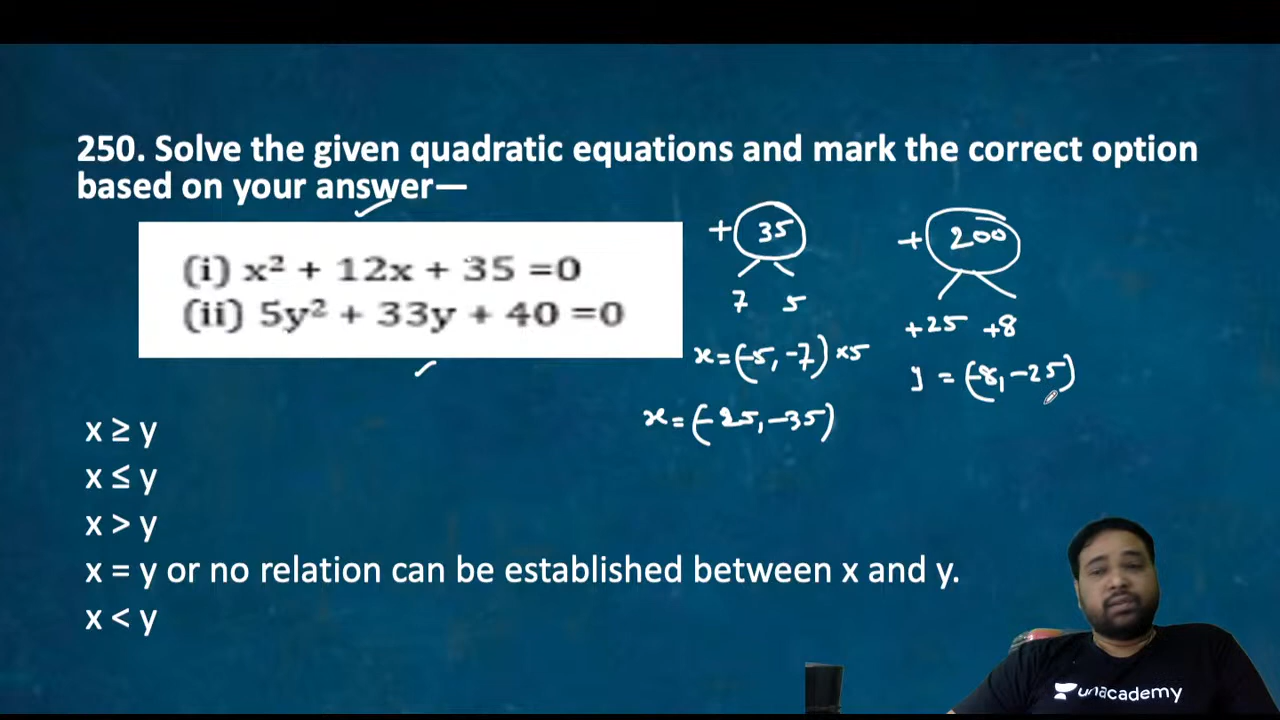 250. Solve the given quadratic equations and mark the correct option
based on your answer—
(i) x² + 12x + 35 =0
(ii) 5y² + 33y + 40 =0
+ 35
7 5
x = (-5, -7) x5
x = (-25, -35)
+ 200
+25 +8
y = (-8, -25)
x ≥ y
x ≤ y
x > y
x = y or no relation can be established between x and y.
x < y
unacademy